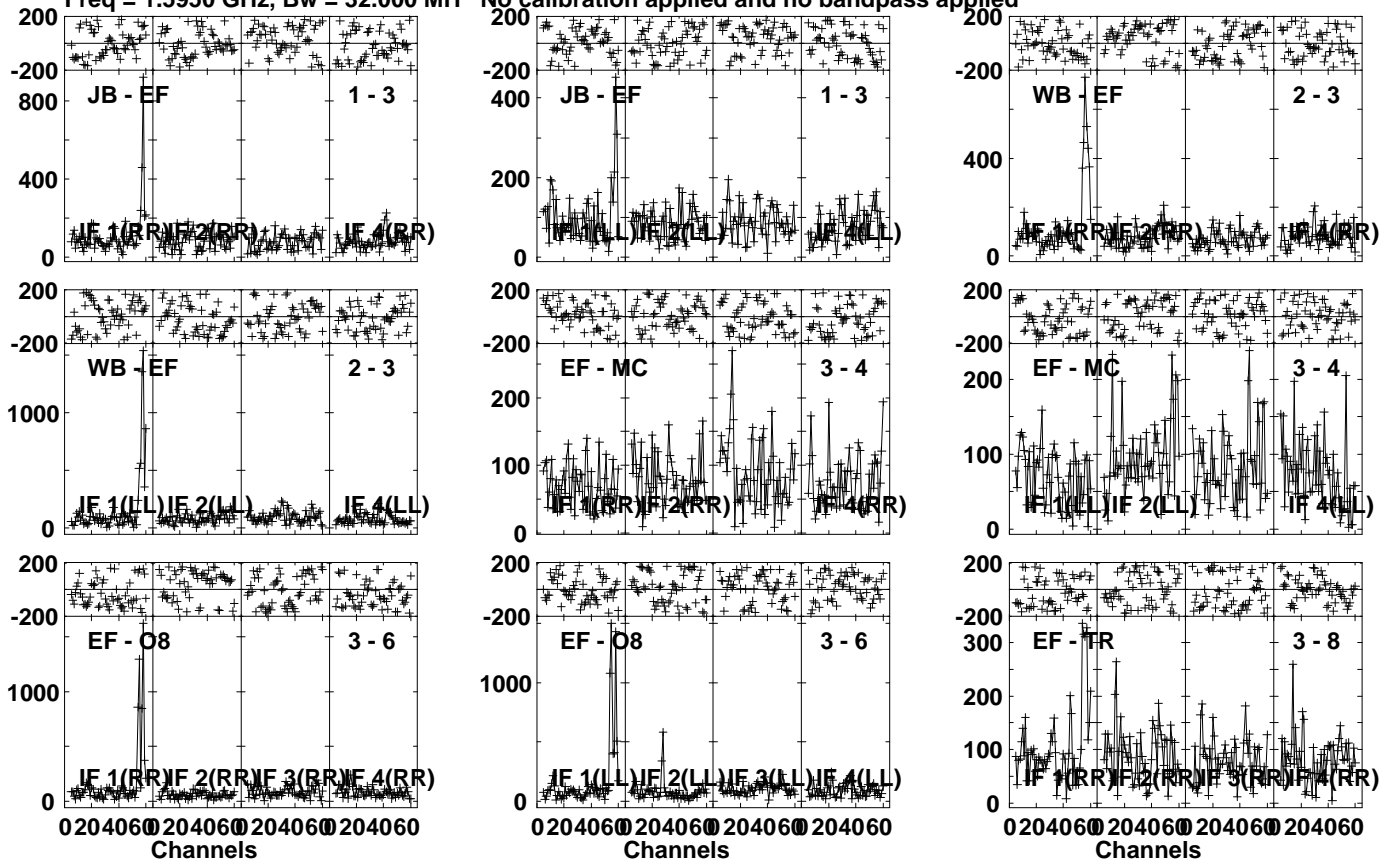 No calibration applied and no bandpass applied
200
-200
800
400
0
JB - EF
1 - 3
IF 1(RR)
IF 2(RR)
IF 4(RR)
200
-200
400
200
0
JB - EF
1 - 3
IF 1(LL)
IF 2(LL)
IF 4(LL)
200
-200
400
0
WB - EF
2 - 3
IF 1(RR)
IF 2(RR)
IF 4(RR)
200
-200
1000
0
WB - EF
2 - 3
IF 1(LL)
IF 2(LL)
IF 4(LL)
200
-200
200
100
0
EF - MC
3 - 4
IF 1(RR)
IF 2(RR)
IF 4(RR)
200
-200
200
100
0
EF - MC
3 - 4
IF 1(LL)
IF 2(LL)
IF 4(LL)
200
-200
1000
0
EF - O8
3 - 6
IF 1(RR)
IF 2(RR)
IF 3(RR)
IF 4(RR)
0 20 40 60 0 20 40 60 0 20 40 60 0 20 40 60
Channels
200
-200
1000
0
EF - O8
3 - 6
IF 1(LL)
IF 2(LL)
IF 3(LL)
IF 4(LL)
0 20 40 60 0 20 40 60 0 20 40 60 0 20 40 60
Channels
200
-200
300
200
100
0
EF - TR
3 - 8
IF 1(RR)
IF 2(RR)
IF 3(RR)
IF 4(RR)
0 20 40 60 0 20 40 60 0 20 40 60 0 20 40 60
Channels